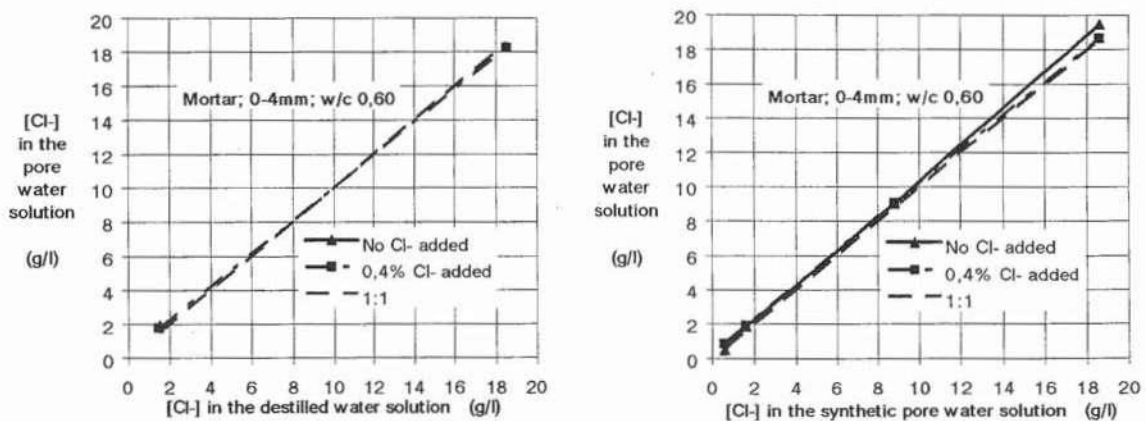 20
18
16
14
12
10
8
6
4
2
0
Mortar; 0-4mm; w/c 0,60
[Cl-]
in the
pore
water
solution
(g/l)
No Cl- added
0,4% Cl- added
1:1
0 2 4 6 8 10 12 14 16 18 20
[Cl-] in the destilled water solution (g/l)
20
18
16
14
12
10
8
6
4
2
0
Mortar; 0-4mm; w/c 0,60
[Cl-]
in the
pore
water
solution
(g/l)
No Cl- added
0,4% Cl- added
1:1
0 2 4 6 8 10 12 14 16 18 20
[Cl-] in the synthetic pore water solution (g/l)